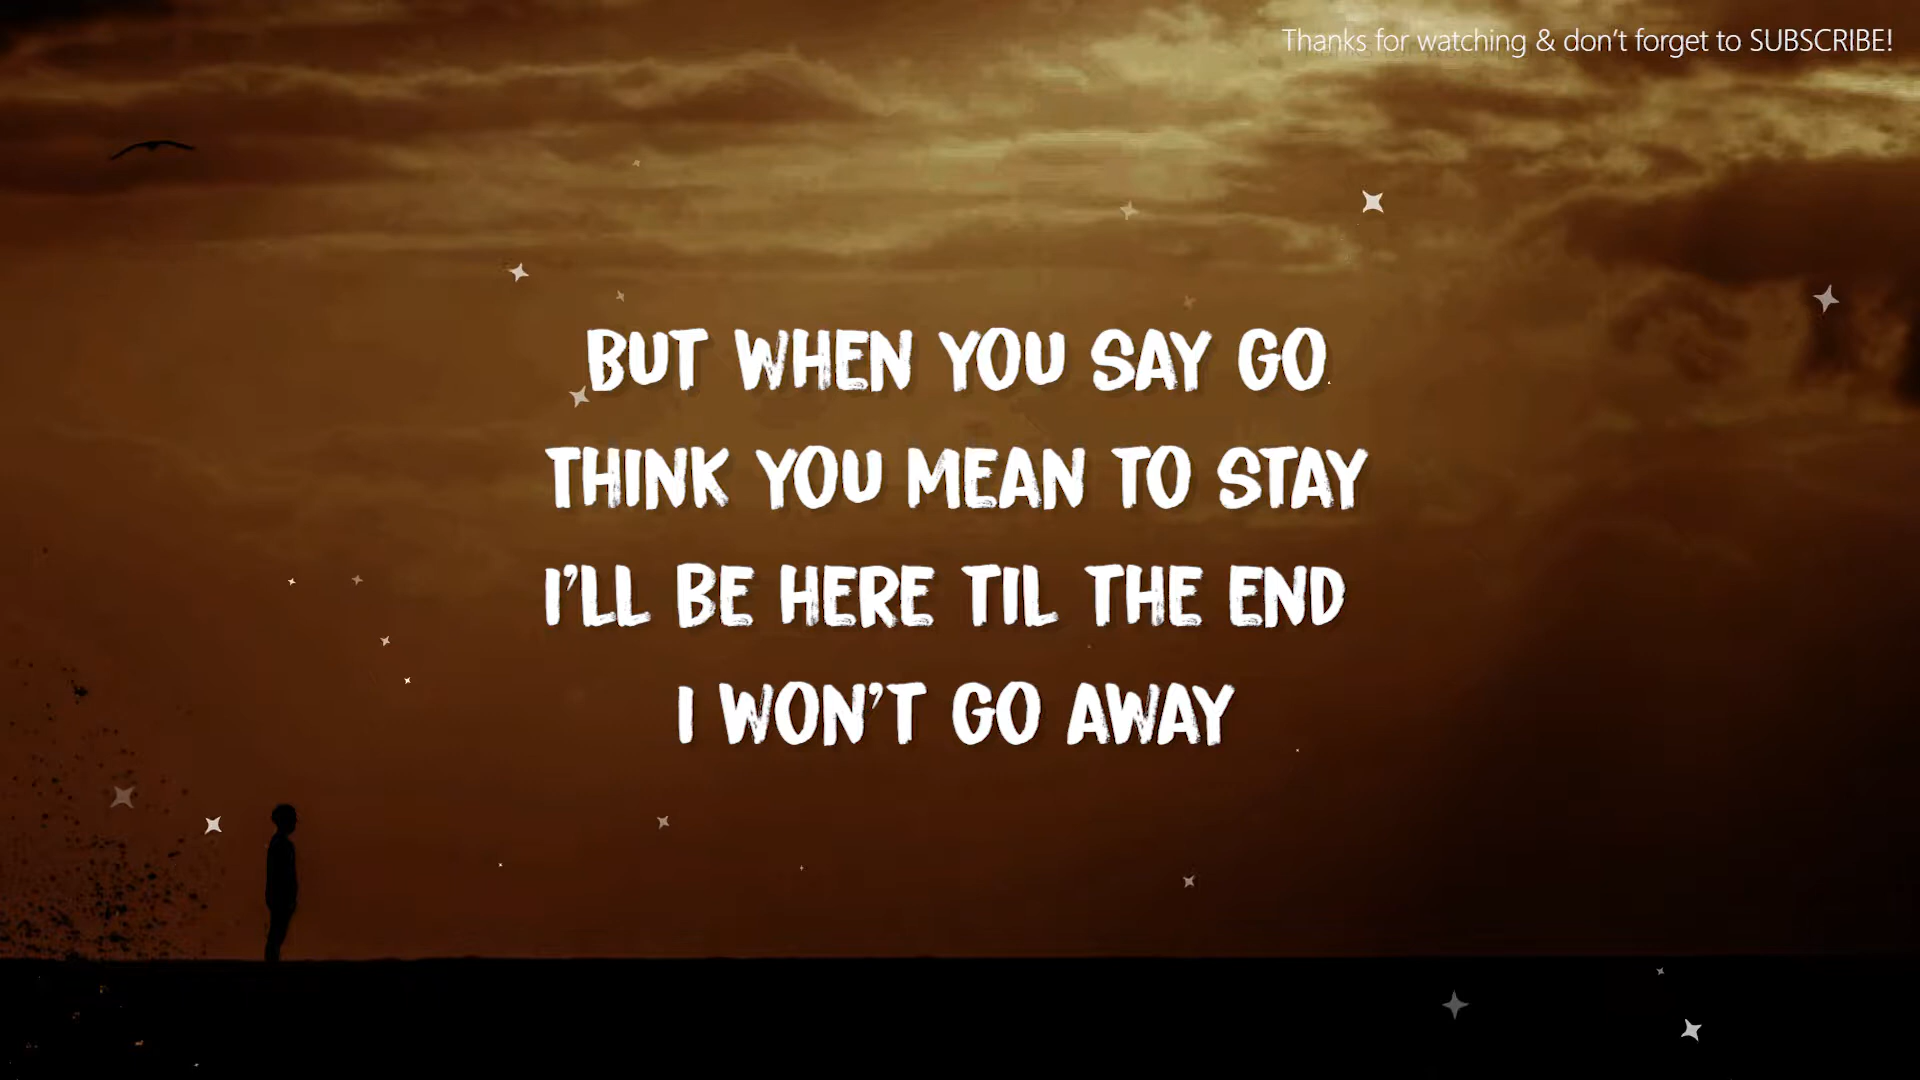 Thanks for watching & don't forget to SUBSCRIBE!
BUT WHEN YOU SAY GO
THINK YOU MEAN TO STAY
I'LL BE HERE TIL THE END
I WON'T GO AWAY